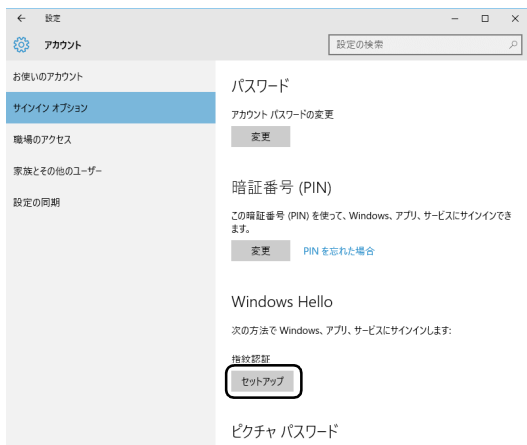 ← 設定
アカウント
設定の検索
お使いのアカウント
サインイン オプション
職場のアクセス
家族とその他のユーザー
設定の同期
パスワード
アカウント パスワードの変更
変更
暗証番号 (PIN)
この暗証番号 (PIN) を使って、Windows、アプリ、サービスにサインインでき
ます。
変更 PIN を忘れた場合
Windows Hello
次の方法で Windows、アプリ、サービスにサインインします:
指紋認証
セットアップ
ピクチャ パスワード